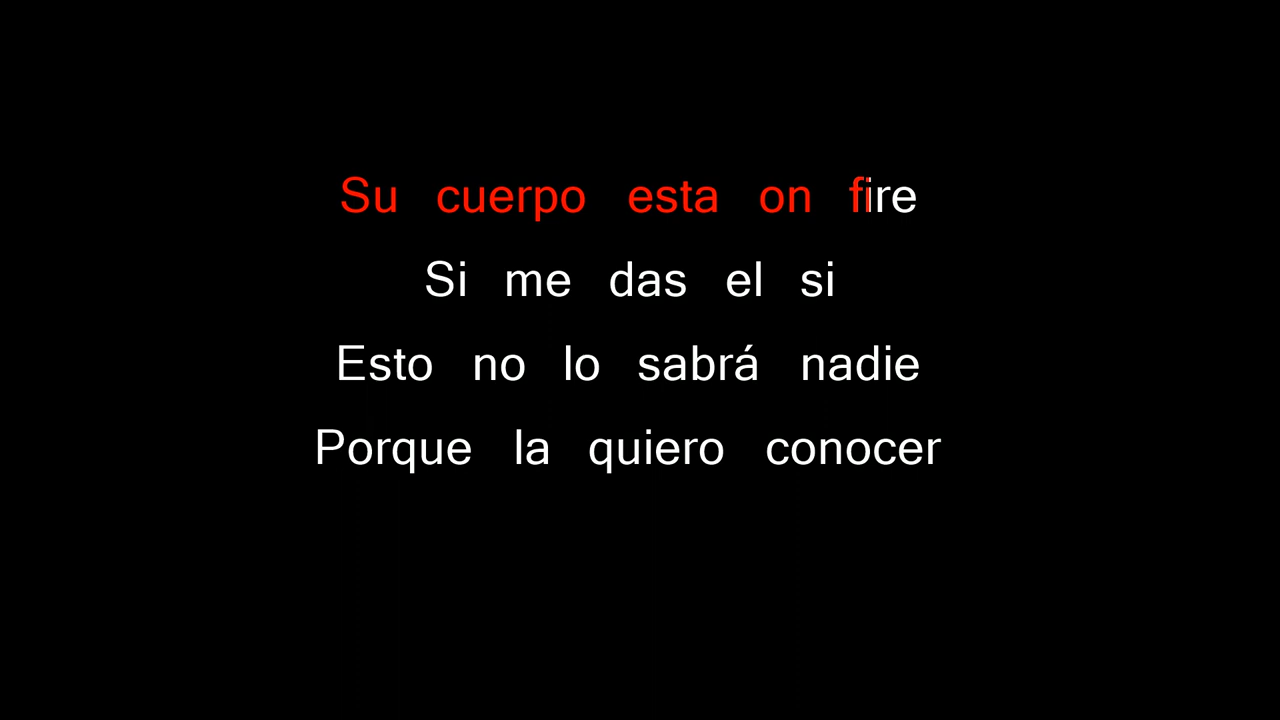 Su cuerpo esta on fire
Si me das el si
Esto no lo sabrá nadie
Porque la quiero conocer